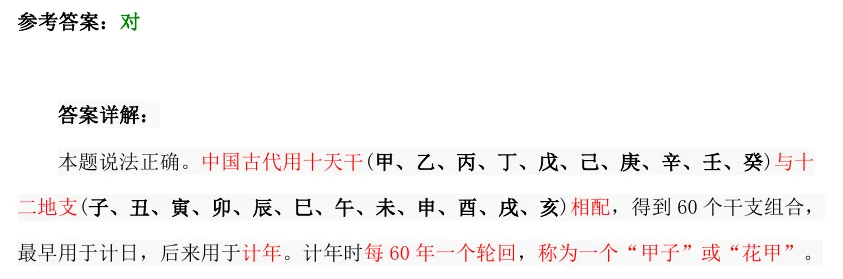 参考答案：对
答案详解：
本题说法正确。中国古代用十天干(甲、乙、丙、丁、戊、己、庚、辛、壬、癸)与十
二地支(子、丑、寅、卯、辰、巳、午、未、申、酉、戌、亥)相配，得到 60 个干支组合，
最早用于计日，后来用于计年。计年时每 60 年一个轮回，称为一个“甲子”或“花甲”。